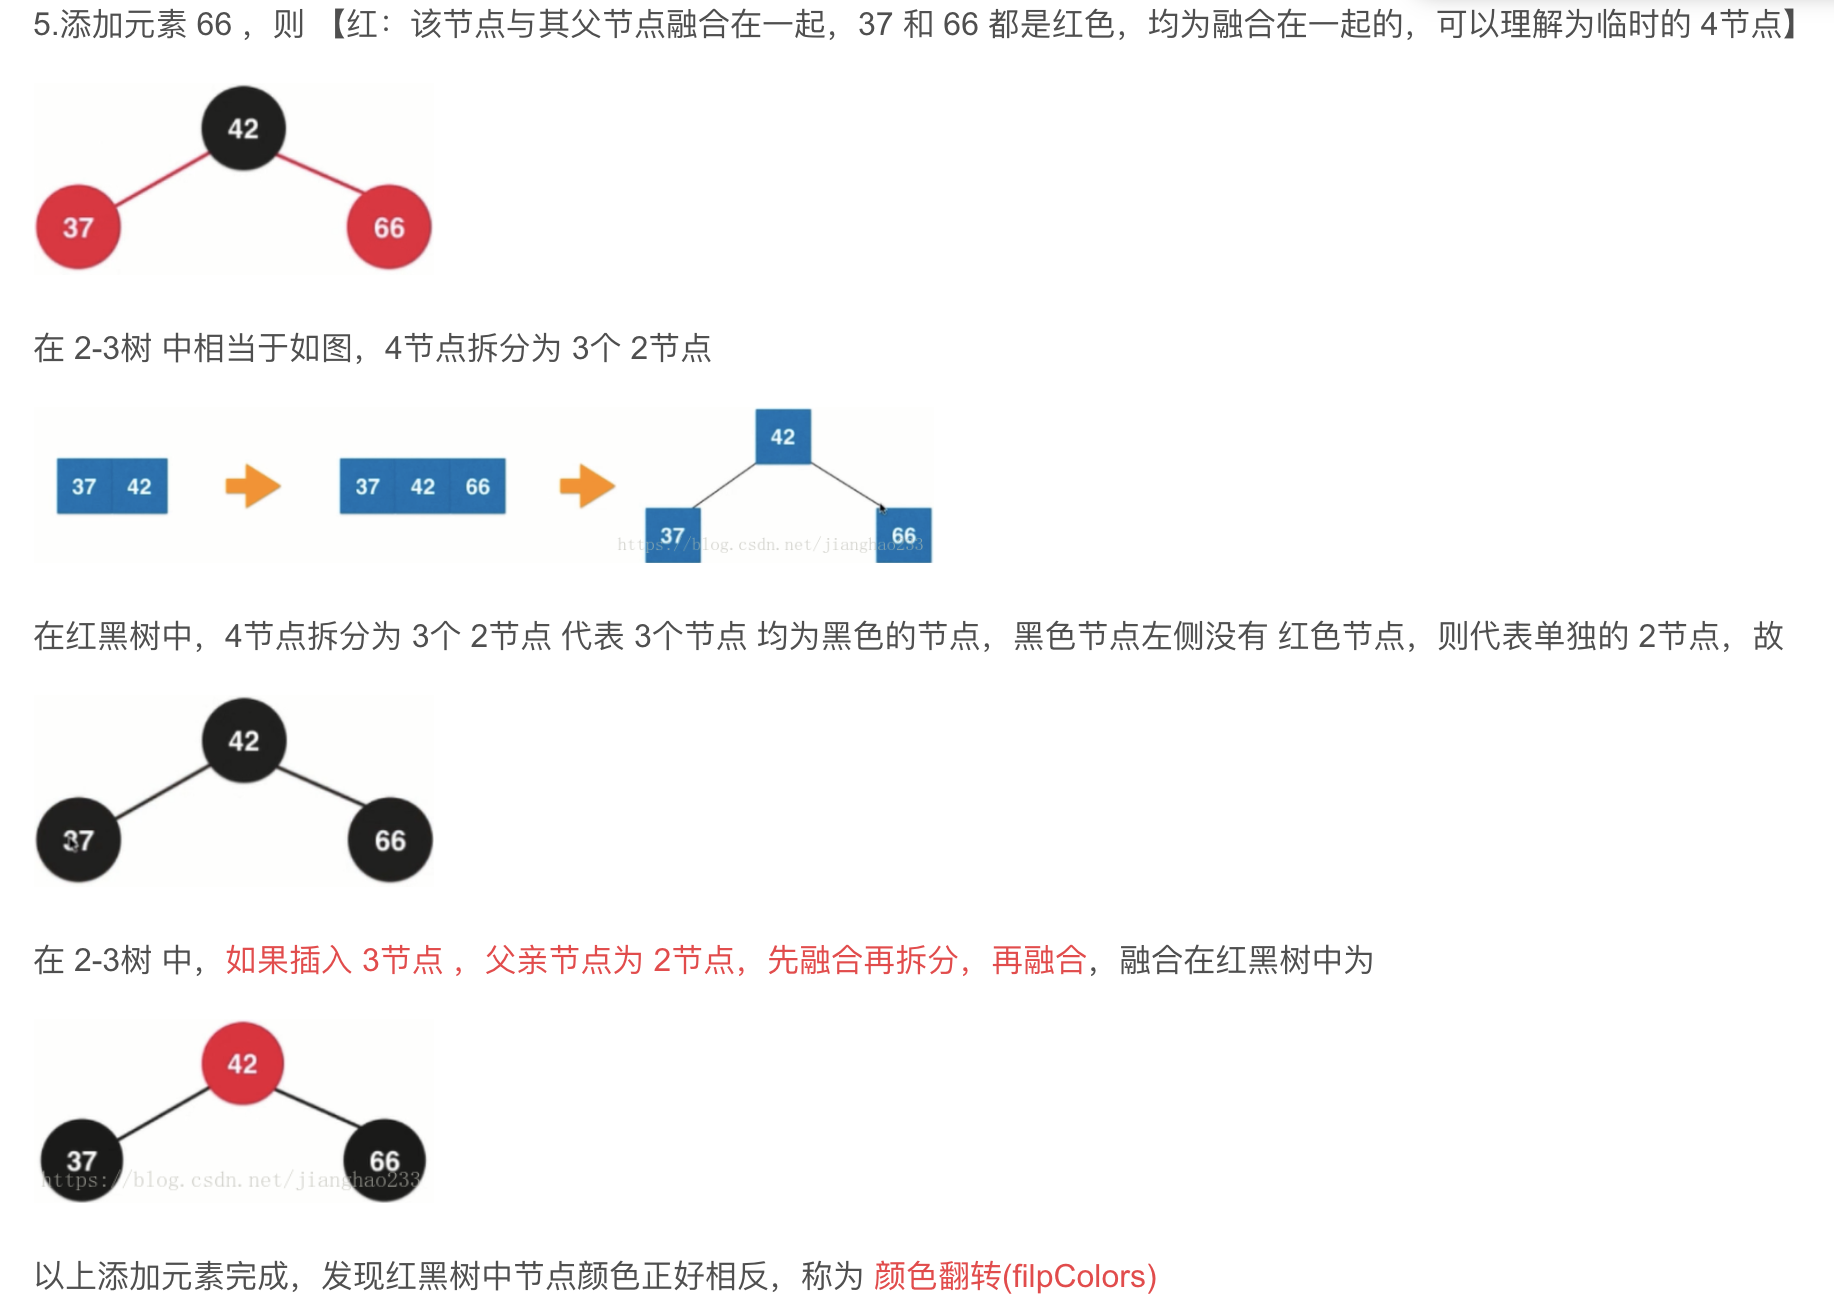 5.添加元素 66 ，则 【红：该节点与其父节点融合在一起，37 和 66 都是红色，均为融合在一起的，可以理解为临时的 4节点】
42
37
66
在 2-3树 中相当于如图，4节点拆分为 3个 2节点
42
37 42
37 42 66
37
66
https://blog.csdn.net/jianghao233
在红黑树中，4节点拆分为 3个 2节点 代表 3个节点 均为黑色的节点，黑色节点左侧没有 红色节点，则代表单独的 2节点，故
42
37
66
在 2-3树 中，如果插入 3节点 ，父亲节点为 2节点，先融合再拆分，再融合，融合在红黑树中为
42
37
66
https://blog.csdn.net/jianghao233
以上添加元素完成，发现红黑树中节点颜色正好相反，称为 颜色翻转(filpColors)